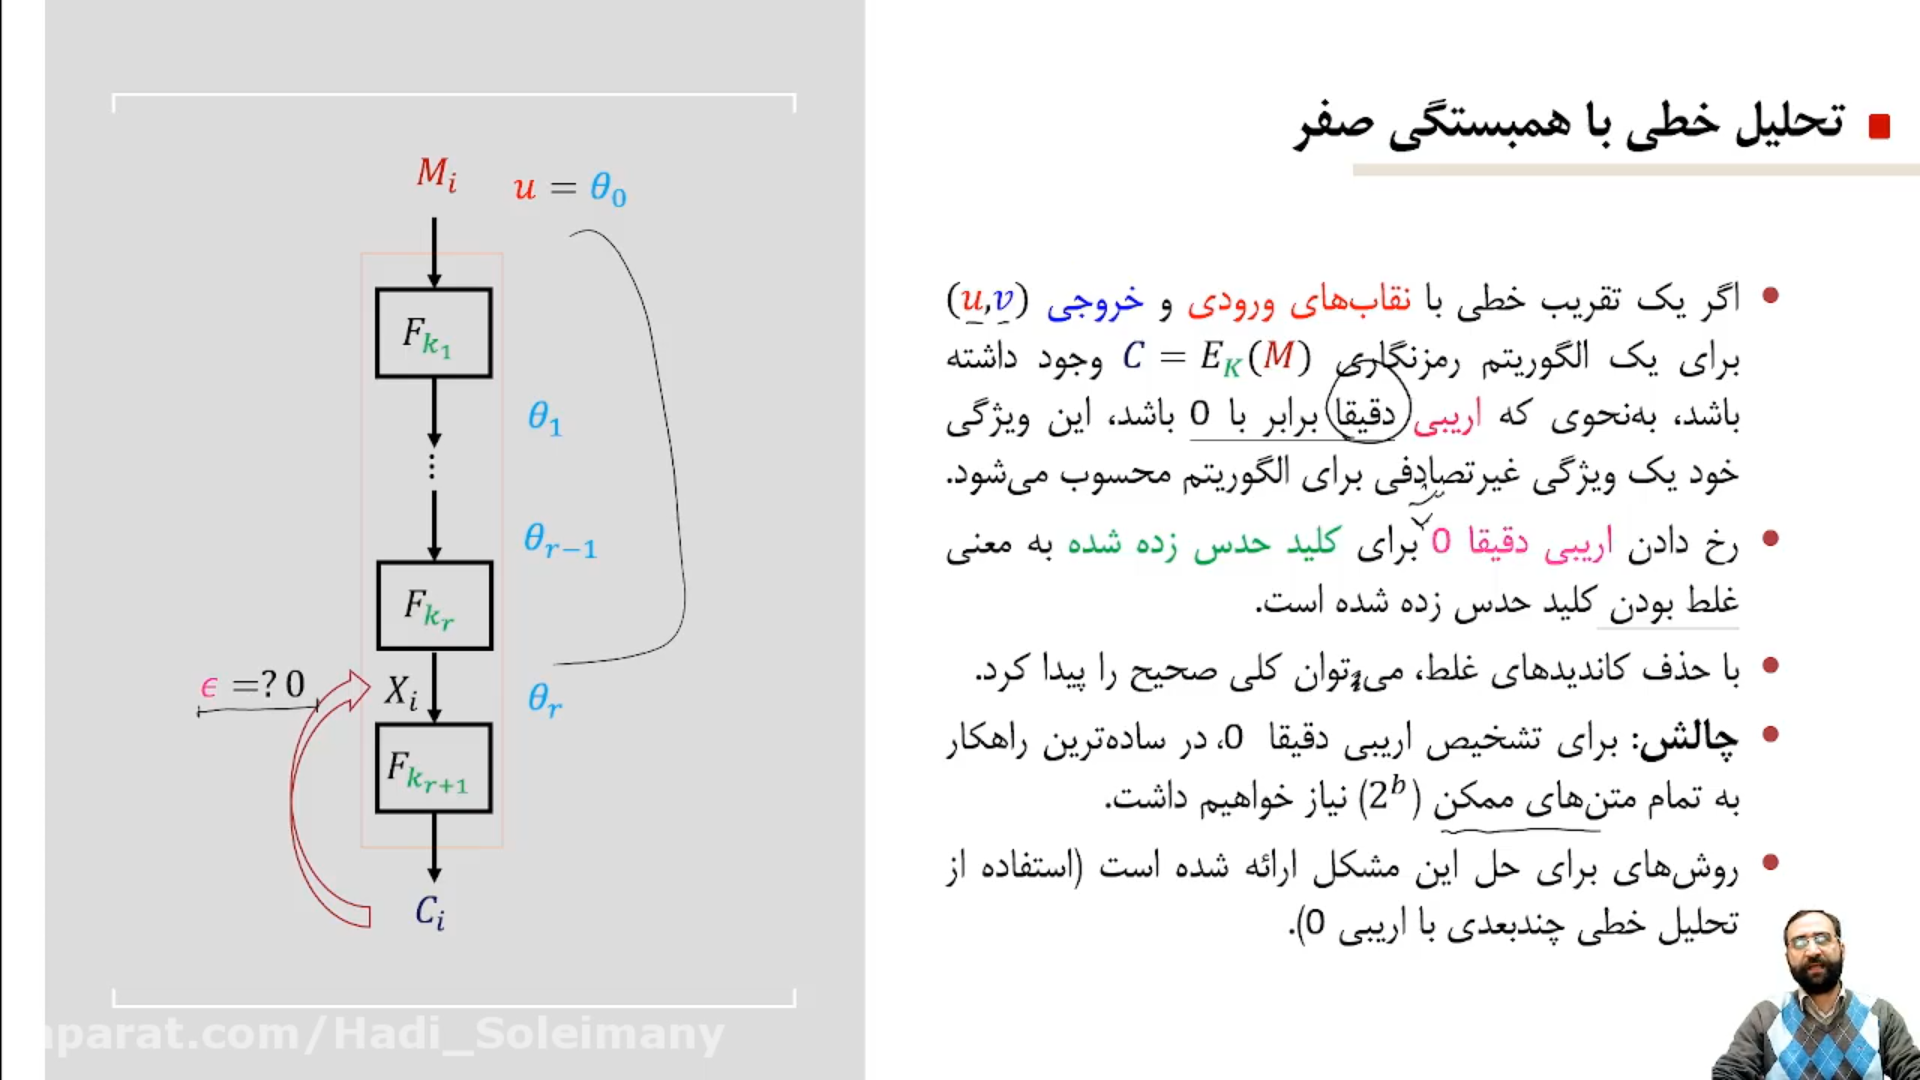 تحلیل خطی با همبستگی صفر
اگر یک تقریب خطی با نقاب‌های ورودی و خروجی (u,v)
برای یک الگوریتم رمزنگاری C = E_K(M) وجود داشته
باشد، به‌نحوی که اریبی دقیقا برابر با 0 باشد، این ویژگی
خود یک ویژگی غیرتصادفی برای الگوریتم محسوب می‌شود.
رخ دادن اریبی دقیقا 0 برای کلید حدس زده شده به معنی
غلط بودن کلید حدس زده شده است.
با حذف کاندیدهای غلط، می‌توان کلی صحیح را پیدا کرد.
چالش: برای تشخیص اریبی دقیقا 0، در ساده‌ترین راهکار
به تمام متن‌های ممکن (2^b) نیاز خواهیم داشت.
روش‌های برای حل این مشکل ارائه شده است (استفاده از
تحلیل خطی چندبعدی با اریبی 0).
M_i u = θ_0
F_{k_1}
θ_1
⋮
θ_{r−1}
F_{k_r}
ϵ =? 0 X_i θ_r
F_{k_{r+1}}
C_i
aparat.com/Hadi_Soleimany